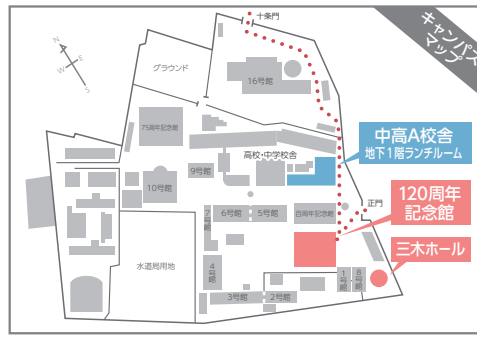 キャンパス
マップ
十条門
グラウンド
N
W
E
S
16号館
75周年記念館
高校・中学校舎
中高A校舎
地下1階ランチルーム
9号館
10号館
120周年
記念館
正門
7号館
6号館
5号館
百周年記念館
三木ホール
水道局用地
4号館
1号館
8号館
3号館
2号館